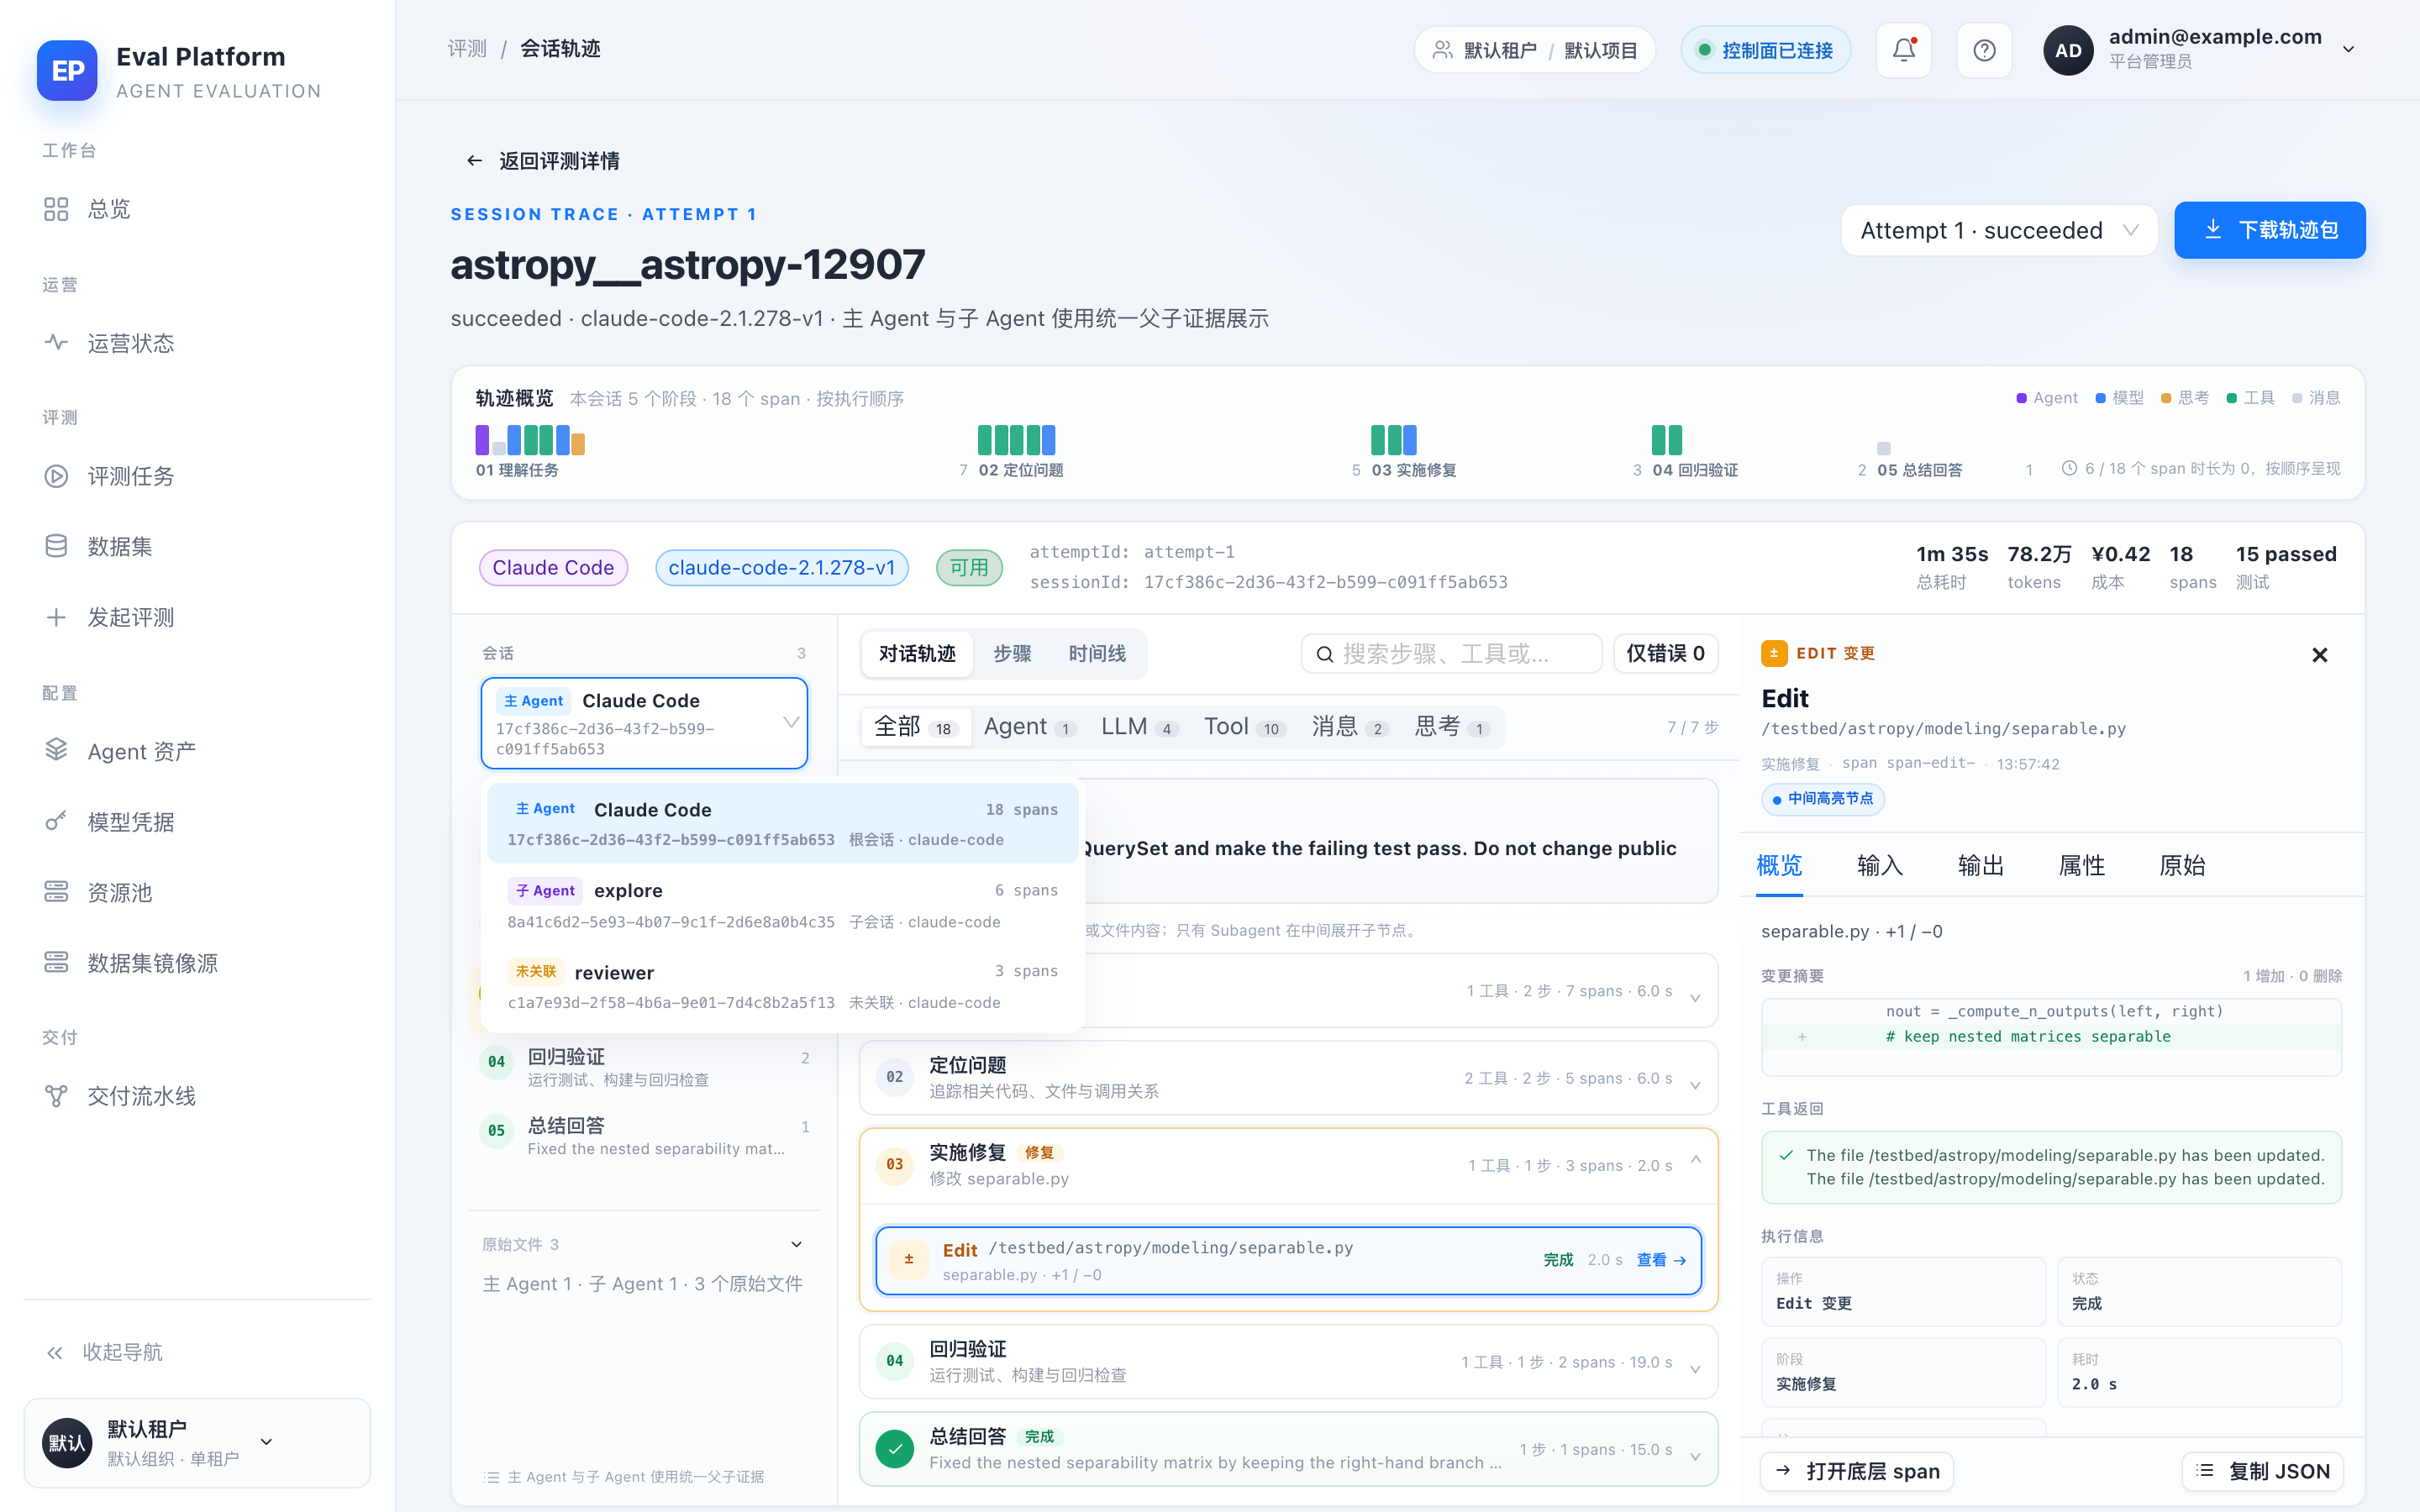 EP
Eval Platform
AGENT EVALUATION
工作台
总览
运营
运营状态
评测
评测任务
数据集
发起评测
配置
Agent 资产
模型凭据
资源池
数据集镜像源
交付
交付流水线
收起导航
默认
默认租户
默认组织 · 单租户
评测 / 会话轨迹
默认租户 / 默认项目
控制面已连接
AD
admin@example.com
平台管理员
返回评测详情
SESSION TRACE · ATTEMPT 1
astropy__astropy-12907
succeeded · claude-code-2.1.278-v1 · 主 Agent 与子 Agent 使用统一父子证据展示
Attempt 1 · succeeded
下载轨迹包
轨迹概览 本会话 5 个阶段 · 18 个 span · 按执行顺序
Agent 模型 思考 工具 消息
01 理解任务 7 02 定位问题 5 03 实施修复 3 04 回归验证 2 05 总结回答 1
6 / 18 个 span 时长为 0，按顺序呈现
Claude Code
claude-code-2.1.278-v1
可用
attemptId: attempt-1
sessionId: 17cf386c-2d36-43f2-b599-c091ff5ab653
1m 35s 78.2万 ¥0.42 18 15 passed
总耗时 tokens 成本 spans 测试
会话 3
主 Agent Claude Code
17cf386c-2d36-43f2-b599-
c091ff5ab653
主 Agent Claude Code 18 spans
17cf386c-2d36-43f2-b599-c091ff5ab653 根会话 · claude-code
子 Agent explore 6 spans
8a41c6d2-5e93-4b07-9c1f-2d6e8a0b4c35 子会话 · claude-code
未关联 reviewer 3 spans
c1a7e93d-2f58-4b6a-9e01-7d4c8b2a5f13 未关联 · claude-code
04 回归验证 2
运行测试、构建与回归检查
05 总结回答 1
Fixed the nested separability mat...
原始文件 3
主 Agent 1 · 子 Agent 1 · 3 个原始文件
主 Agent 与子 Agent 使用统一父子证据
对话轨迹 步骤 时间线
搜索步骤、工具或...
仅错误 0
全部 18 Agent 1 LLM 4 Tool 10 消息 2 思考 1
7 / 7 步
QuerySet and make the failing test pass. Do not change public
或文件内容；只有 Subagent 在中间展开子节点。
1 工具 · 2 步 · 7 spans · 6.0 s
02 定位问题
追踪相关代码、文件与调用关系
2 工具 · 2 步 · 5 spans · 6.0 s
03 实施修复 修复
修改 separable.py
1 工具 · 1 步 · 3 spans · 2.0 s
± Edit /testbed/astropy/modeling/separable.py
separable.py · +1 / −0
完成 2.0 s 查看
04 回归验证
运行测试、构建与回归检查
1 工具 · 1 步 · 2 spans · 19.0 s
总结回答 完成
Fixed the nested separability matrix by keeping the right-hand branch ...
1 步 · 1 spans · 15.0 s
± EDIT 变更
Edit
/testbed/astropy/modeling/separable.py
实施修复 · span span-edit- · 13:57:42
中间高亮节点
概览 输入 输出 属性 原始
separable.py · +1 / −0
变更摘要 1 增加 · 0 删除
nout = _compute_n_outputs(left, right)
+ # keep nested matrices separable
工具返回
The file /testbed/astropy/modeling/separable.py has been updated.
The file /testbed/astropy/modeling/separable.py has been updated.
执行信息
操作
Edit 变更
状态
完成
阶段
实施修复
耗时
2.0 s
打开底层 span
复制 JSON